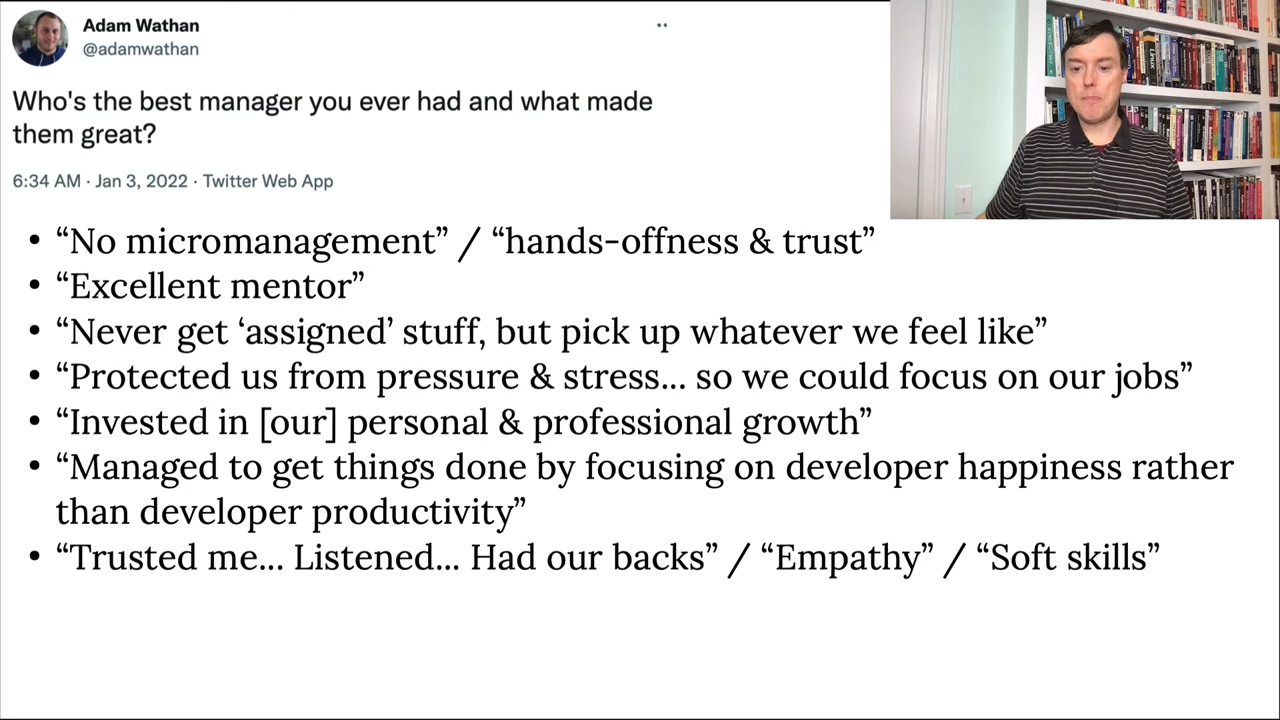 Adam Wathan
@adamwathan
Who's the best manager you ever had and what made
them great?
6:34 AM · Jan 3, 2022 · Twitter Web App
• “No micromanagement” / “hands-offness & trust”
• “Excellent mentor”
• “Never get ‘assigned’ stuff, but pick up whatever we feel like”
• “Protected us from pressure & stress... so we could focus on our jobs”
• “Invested in [our] personal & professional growth”
• “Managed to get things done by focusing on developer happiness rather
than developer productivity”
• “Trusted me... Listened... Had our backs” / “Empathy” / “Soft skills”